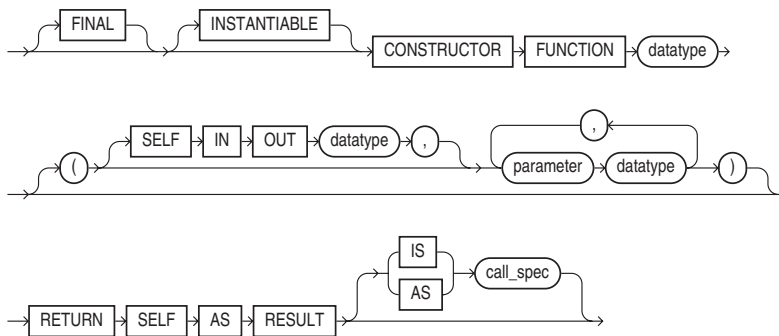 FINAL INSTANTIABLE
CONSTRUCTOR FUNCTION datatype
SELF IN OUT datatype , ,
( parameter datatype )
IS
RETURN SELF AS RESULT AS call_spec